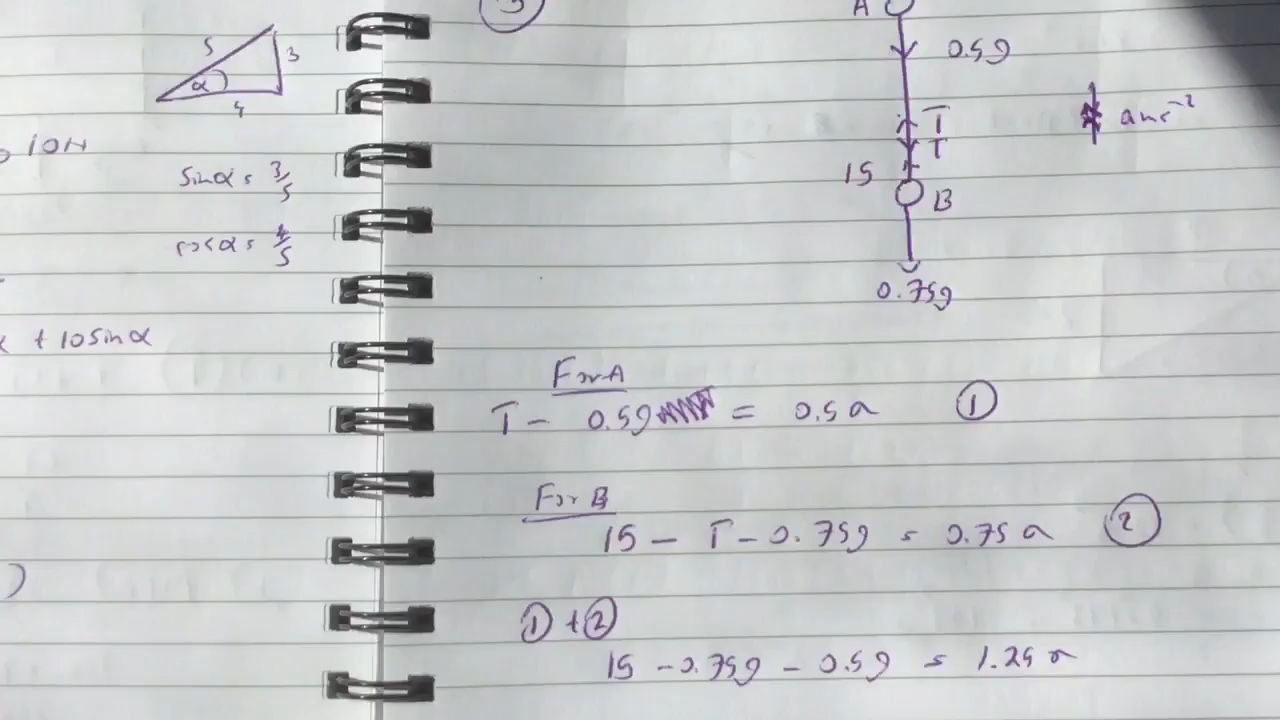 5
3
α
4
10N
sinα = 3/5
cosα = 4/5
+ 10sinα
)
3
A
0.5g
T
T
ams⁻²
15
B
0.75g
For A
T - 0.5g = 0.5a ①
For B
15 - T - 0.75g = 0.75a ②
① + ②
15 - 0.75g - 0.5g = 1.25a